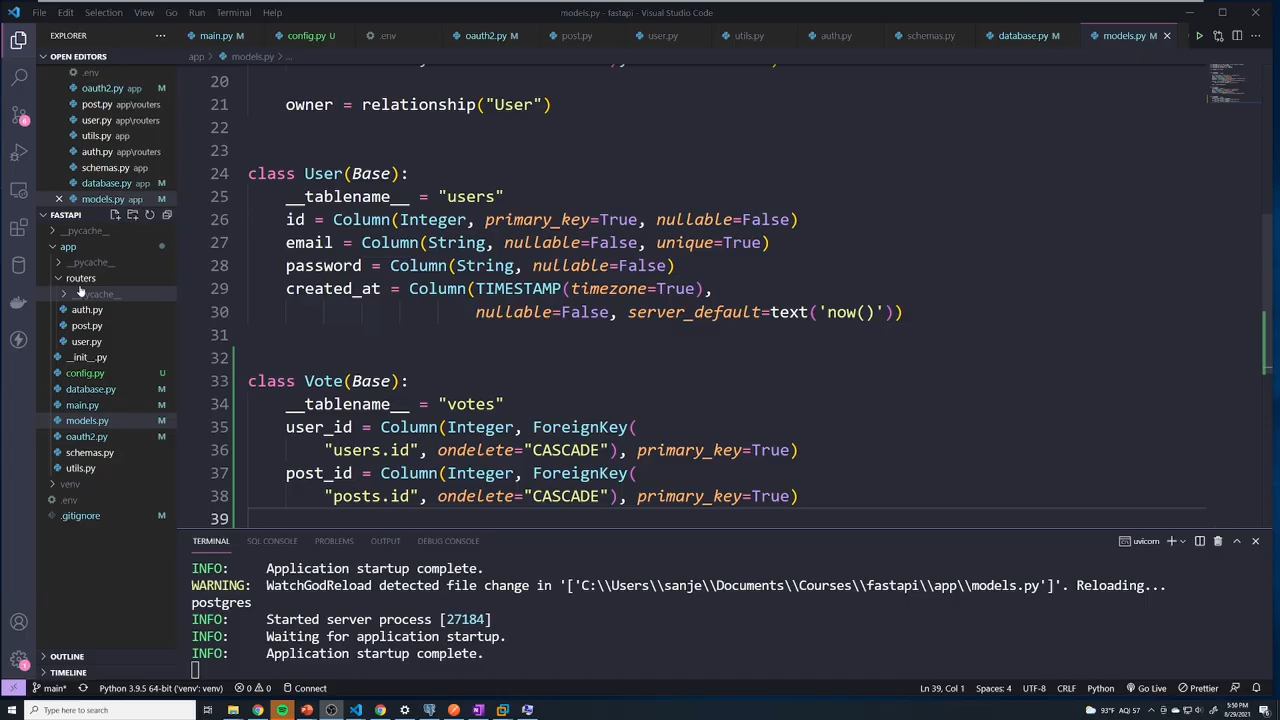 File Edit Selection View Go Run Terminal Help
models.py - fastapi - Visual Studio Code
EXPLORER
main.py M
config.py U
.env
oauth2.py M
post.py
user.py
utils.py
auth.py
schemas.py
database.py M
models.py M
app > models.py > ...
OPEN EDITORS
.env
oauth2.py app M
post.py app\routers
user.py app\routers
utils.py app
auth.py app\routers
schemas.py app
database.py app M
models.py app M
FASTAPI
__pycache__
app
__pycache__
routers
__pycache__
auth.py
post.py
user.py
__init__.py
config.py U
database.py M
main.py M
models.py M
oauth2.py M
schemas.py
utils.py
venv
.env
.gitignore M
OUTLINE
TIMELINE
20
21 owner = relationship("User")
22
23
24 class User(Base):
25 __tablename__ = "users"
26 id = Column(Integer, primary_key=True, nullable=False)
27 email = Column(String, nullable=False, unique=True)
28 password = Column(String, nullable=False)
29 created_at = Column(TIMESTAMP(timezone=True),
30 nullable=False, server_default=text('now()'))
31
32
33 class Vote(Base):
34 __tablename__ = "votes"
35 user_id = Column(Integer, ForeignKey(
36 "users.id", ondelete="CASCADE"), primary_key=True)
37 post_id = Column(Integer, ForeignKey(
38 "posts.id", ondelete="CASCADE"), primary_key=True)
39
TERMINAL SQL CONSOLE PROBLEMS OUTPUT DEBUG CONSOLE
uvicorn
INFO: Application startup complete.
WARNING: WatchGodReload detected file change in '['C:\\Users\\sanje\\Documents\\Courses\\fastapi\\app\\models.py']'. Reloading...
postgres
INFO: Started server process [27184]
INFO: Waiting for application startup.
INFO: Application startup complete.
main* Python 3.9.5 64-bit ('venv': venv) 0 0 Connect
Ln 39, Col 1 Spaces: 4 UTF-8 CRLF Python Go Live Prettier
Type here to search
93°F AQI 57
5:50 PM
8/29/2021